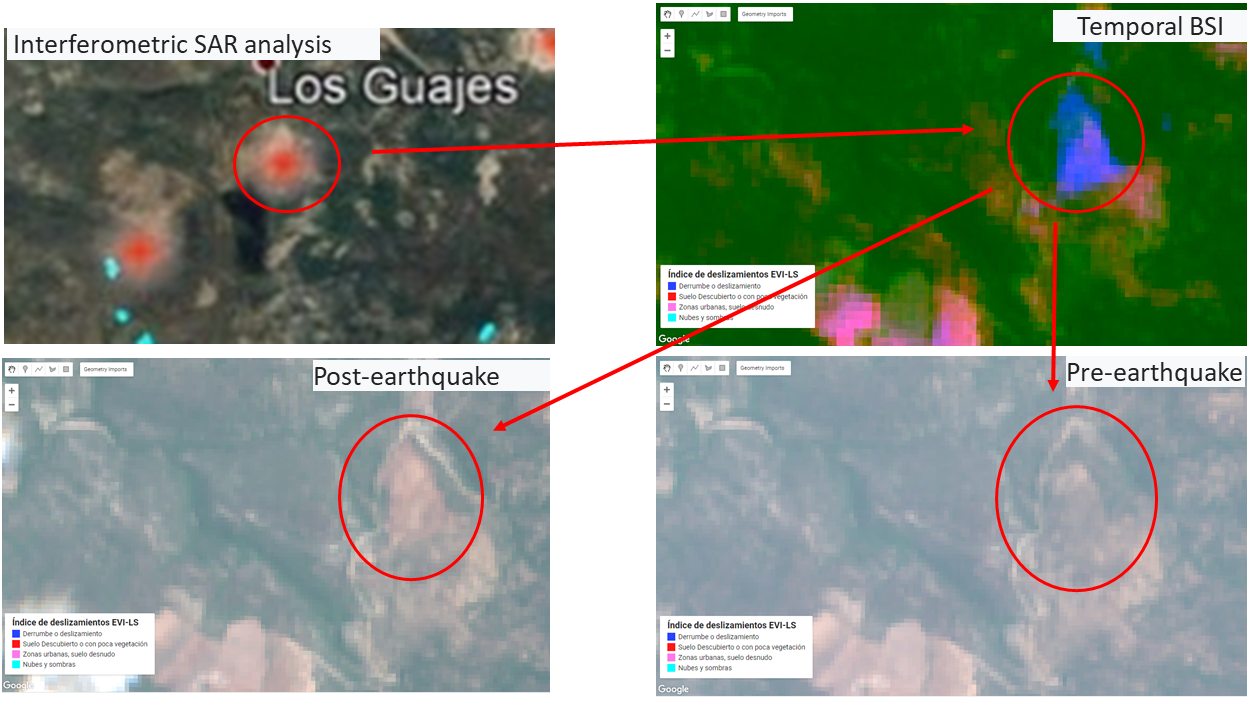 Interferometric SAR analysis
Los Guajes
Geometry Imports
Temporal BSI
+
−
Índice de deslizamientos EVI-LS
Derrumbe o deslizamiento
Suelo Descubierto o con poca vegetación
Zonas urbanas, suelo desnudo
Nubes y sombras
Google
Geometry Imports
Post-earthquake
+
−
Índice de deslizamientos EVI-LS
Derrumbe o deslizamiento
Suelo Descubierto o con poca vegetación
Zonas urbanas, suelo desnudo
Nubes y sombras
Google
Geometry Imports
Pre-earthquake
+
−
Índice de deslizamientos EVI-LS
Derrumbe o deslizamiento
Suelo Descubierto o con poca vegetación
Zonas urbanas, suelo desnudo
Nubes y sombras
Google